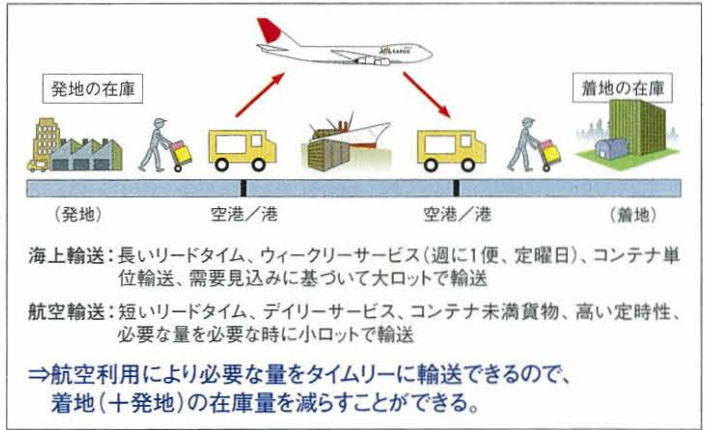 JAL CARGO
発地の在庫
着地の在庫
(発地)
空港/港
空港/港
(着地)
海上輸送:長いリードタイム、ウィークリーサービス(週に1便、定曜日)、コンテナ単
位輸送、需要見込みに基づいて大ロットで輸送
航空輸送:短いリードタイム、デイリーサービス、コンテナ未満貨物、高い定時性、
必要な量を必要な時に小ロットで輸送
⇒航空利用により必要な量をタイムリーに輸送できるので、
着地(+発地)の在庫量を減らすことができる。